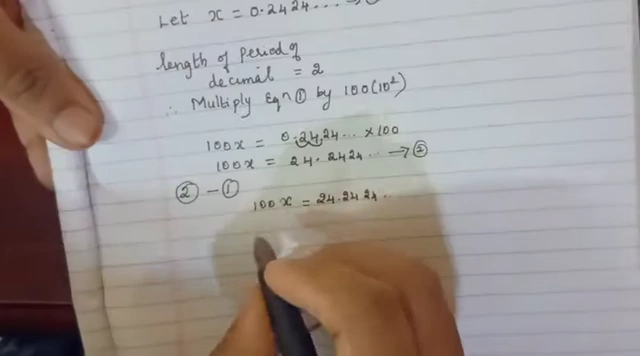 Let x = 0.2424... → ①
length of period of
decimal = 2
∴ Multiply Eqn ① by 100(10²)
100x = 0.2424... ×100
100x = 24.2424.. → ②
② - ①
100x = 24.2424..